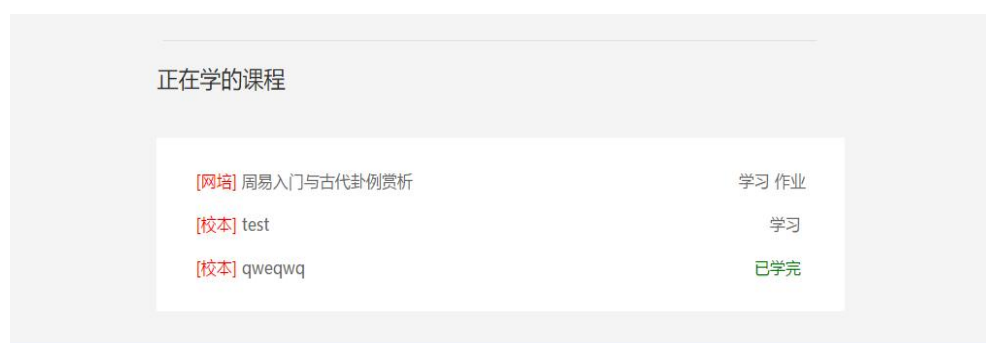 正在学的课程
[网培] 周易入门与古代卦例赏析 学习 作业
[校本] test 学习
[校本] qweqwq 已学完